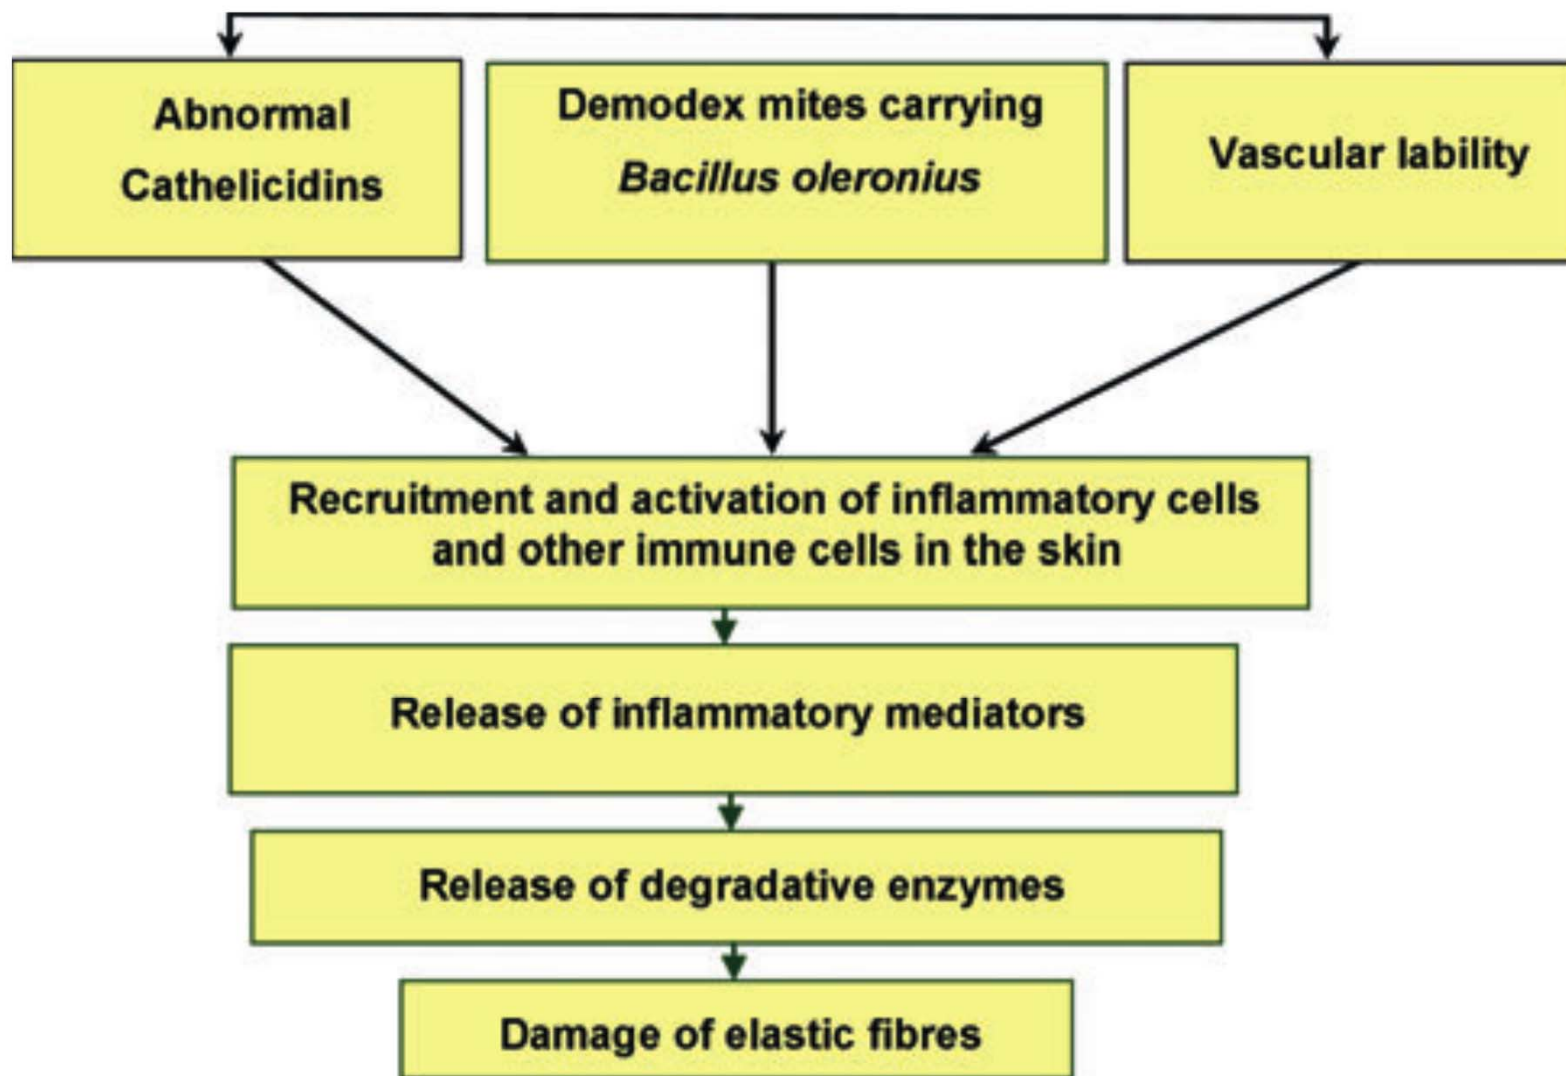 Abnormal
Cathelicidins
Demodex mites carrying
Bacillus oleronius
Vascular lability
Recruitment and activation of inflammatory cells
and other immune cells in the skin
Release of inflammatory mediators
Release of degradative enzymes
Damage of elastic fibres